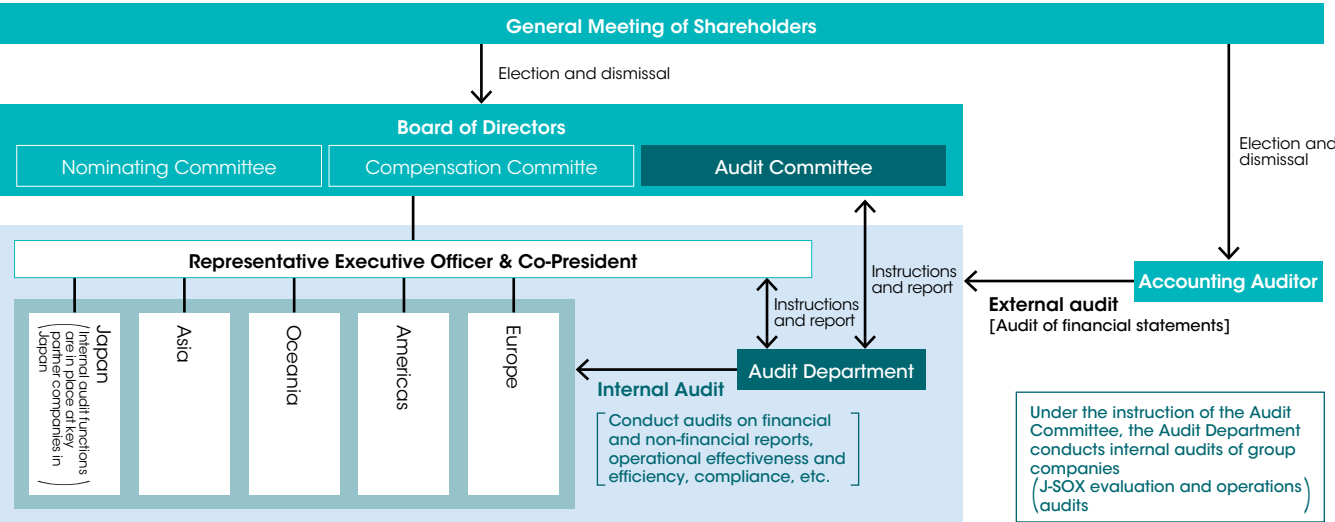 General Meeting of Shareholders
Election and dismissal
Board of Directors
Nominating Committee
Compensation Committe
Audit Committee
Election and
dismissal
Representative Executive Officer & Co-President
Instructions
and report
Instructions
and report
Accounting Auditor
External audit
[Audit of financial statements]
Japan
(Internal audit functions
are in place at key
partner companies in
Japan)
Asia
Oceania
Americas
Europe
Audit Department
Internal Audit
[Conduct audits on financial
and non-financial reports,
operational effectiveness and
efficiency, compliance, etc.]
Under the instruction of the Audit
Committee, the Audit Department
conducts internal audits of group
companies
(J-SOX evaluation and operations
audits)